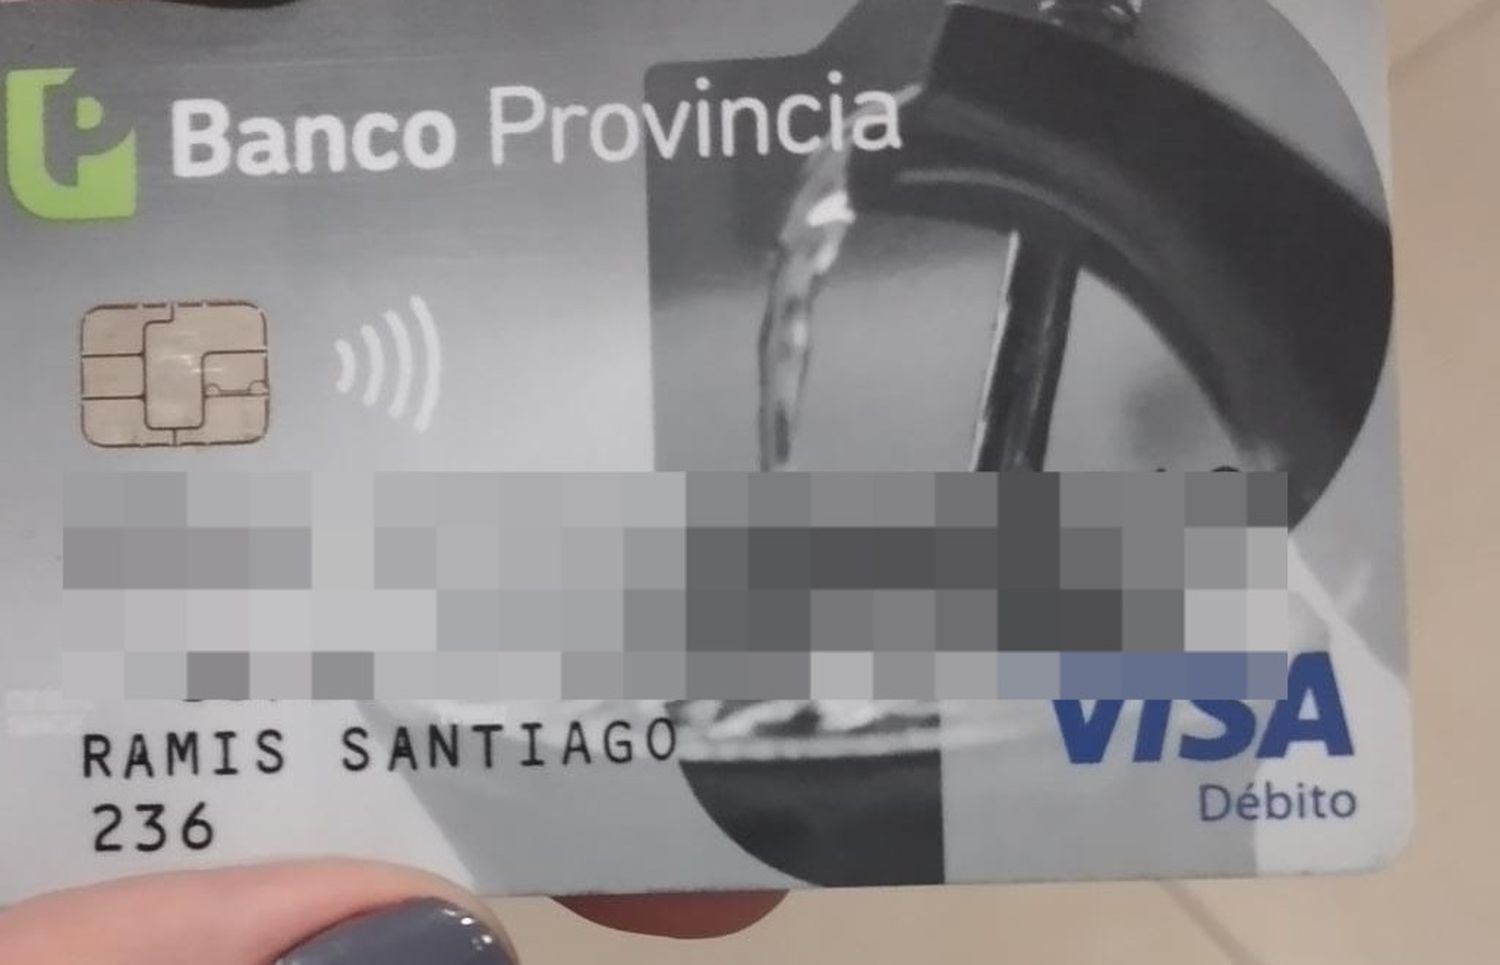 Banco Provincia
RAMIS SANTIAGO
236
VISA
Débito